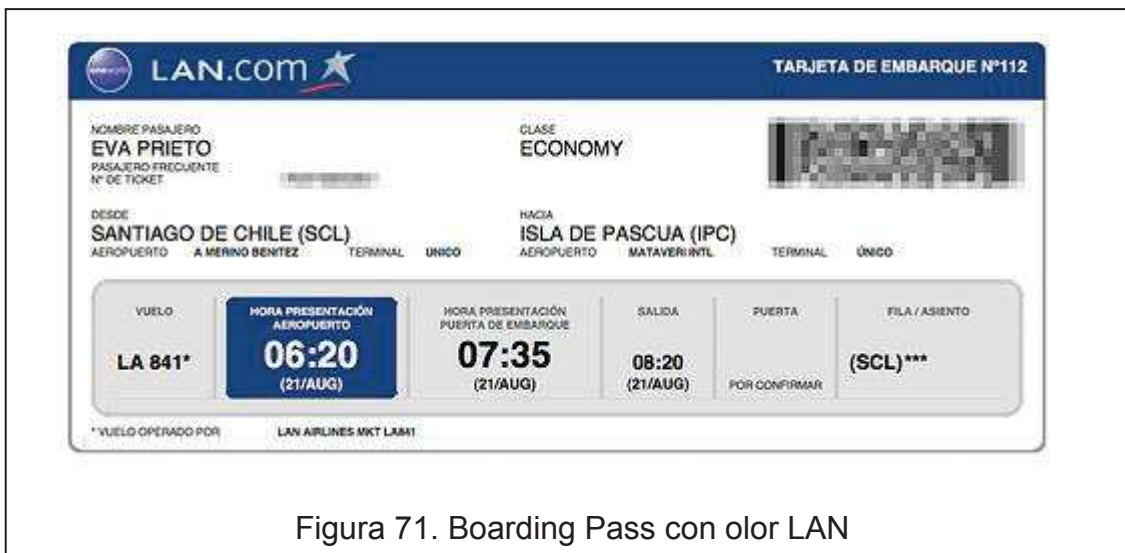 LAN.com
TARJETA DE EMBARQUE Nº112
NOMBRE PASAJERO
EVA PRIETO
PASAJERO FRECUENTE
Nº DE TICKET
CLASE
ECONOMY
DESDE
SANTIAGO DE CHILE (SCL)
AEROPUERTO A MERINO BENITEZ TERMINAL UNICO
HACIA
ISLA DE PASCUA (IPC)
AEROPUERTO MATAVERI INTL TERMINAL ÚNICO
VUELO
LA 841*
HORA PRESENTACIÓN
AEROPUERTO
06:20
(21/AUG)
HORA PRESENTACIÓN
PUERTA DE EMBARQUE
07:35
(21/AUG)
SALIDA
08:20
(21/AUG)
PUERTA
POR CONFIRMAR
FILA / ASIENTO
(SCL)***
* VUELO OPERADO POR LAN AIRLINES MKT LA841
Figura 71. Boarding Pass con olor LAN